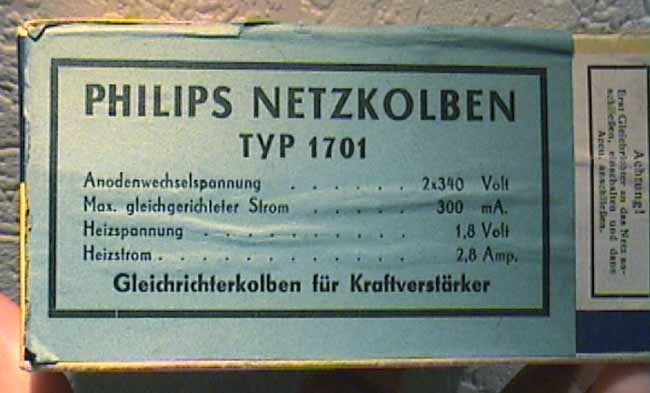 PHILIPS NETZKOLBEN
TYP 1701
Anodenwechselspannung . . . . . . 2x340 Volt
Max. gleichgerichteter Strom . . . . . 300 mA.
Heizspannung . . . . . . . . . . 1,8 Volt
Heizstrom . . . . . . . . . . . . 2,8 Amp.
Gleichrichterkolben für Kraftverstärker
Achtung!
Erst Gleichrichter an das Netz an-
schließen, einschalten und dann
Accu. anschließen.